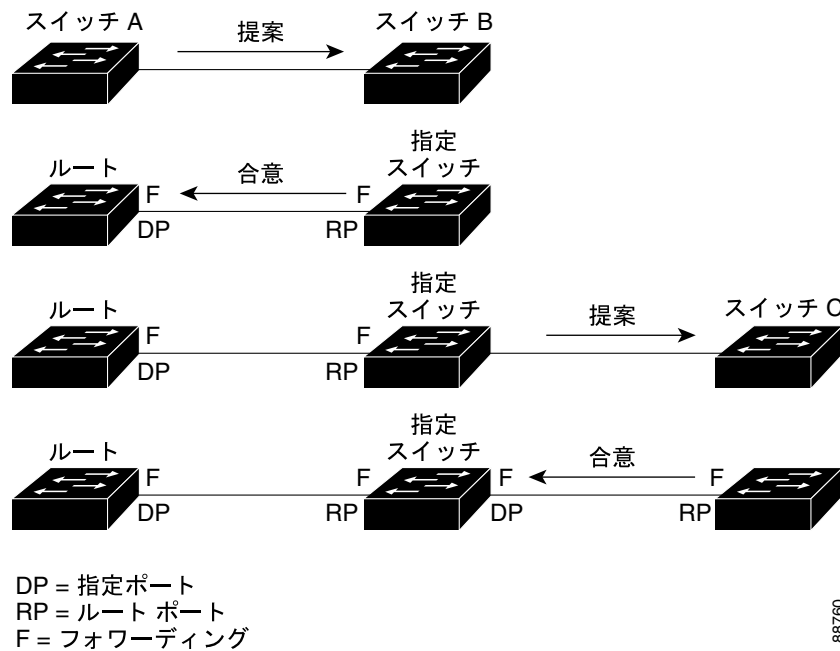 スイッチ A
提案
スイッチ B
指定
スイッチ
ルート
F
合意
F
DP
RP
指定
スイッチ
ルート
F
F
提案
スイッチ C
DP
RP
指定
スイッチ
ルート
F
F
F
合意
F
DP
RP
DP
RP
DP = 指定ポート
RP = ルート ポート
F = フォワーディング
88760